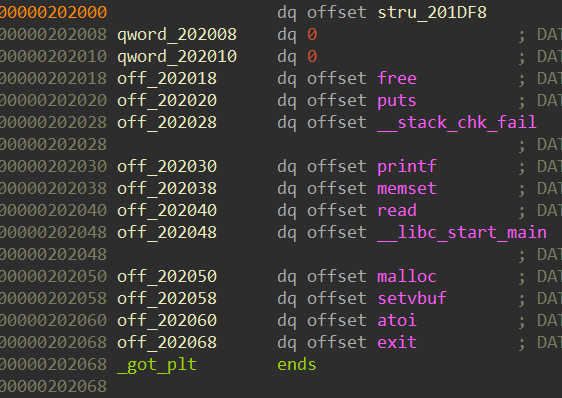 00000202000 dq offset stru_201DF8
00000202008 qword_202008 dq 0 ; DAT
00000202010 qword_202010 dq 0 ; DAT
00000202018 off_202018 dq offset free ; DAT
00000202020 off_202020 dq offset puts ; DAT
00000202028 off_202028 dq offset __stack_chk_fail
00000202028 ; DAT
00000202030 off_202030 dq offset printf ; DAT
00000202038 off_202038 dq offset memset ; DAT
00000202040 off_202040 dq offset read ; DAT
00000202048 off_202048 dq offset __libc_start_main
00000202048 ; DAT
00000202050 off_202050 dq offset malloc ; DAT
00000202058 off_202058 dq offset setvbuf ; DAT
00000202060 off_202060 dq offset atoi ; DAT
00000202068 off_202068 dq offset exit ; DAT
00000202068 _got_plt ends
00000202068